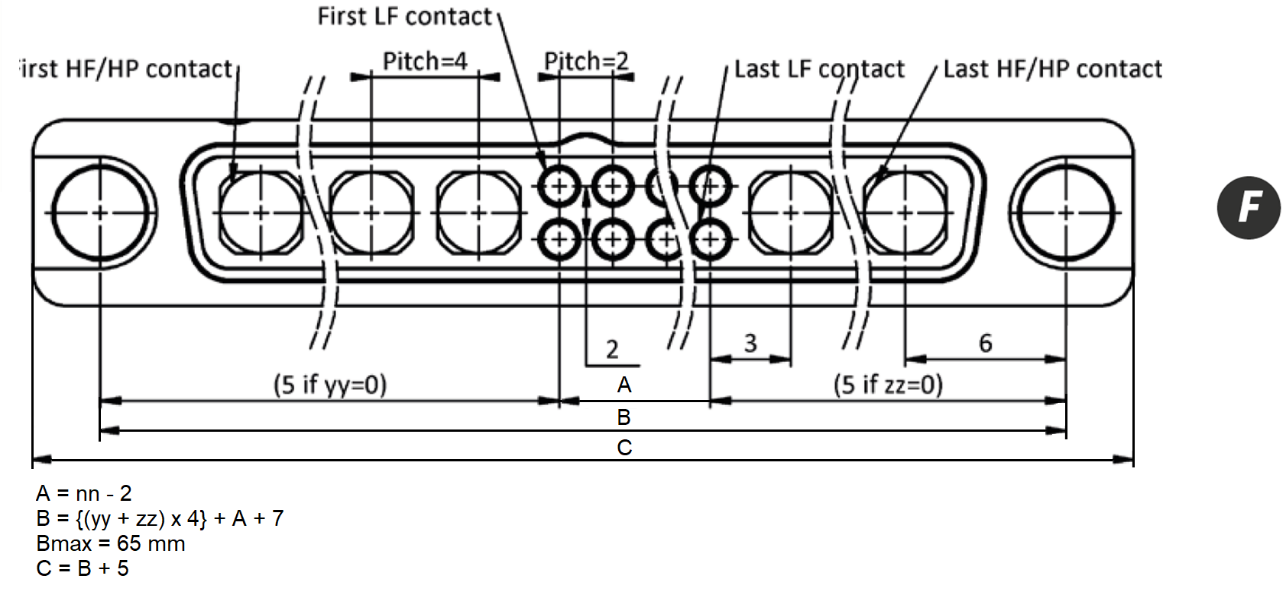 First LF contact
irst HF/HP contact
Pitch=4
Pitch=2
Last LF contact
Last HF/HP contact
F
2
3
6
(5 if yy=0)
A
(5 if zz=0)
B
C
A = nn - 2
B = {(yy + zz) x 4} + A + 7
Bmax = 65 mm
C = B + 5